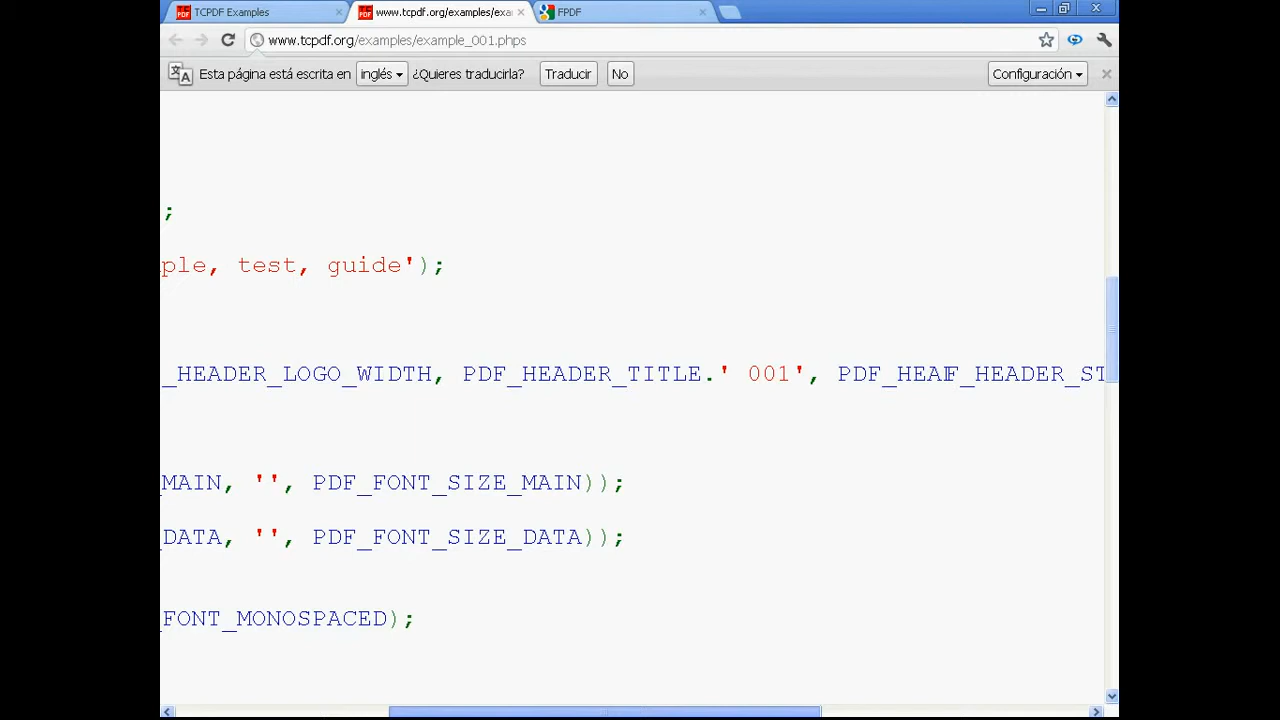 TCPDF Examples
www.tcpdf.org/examples/exa
FPDF
www.tcpdf.org/examples/example_001.phps
Esta página está escrita en inglés ¿Quieres traducirla? Traducir No Configuración
;
ple, test, guide');
_HEADER_LOGO_WIDTH, PDF_HEADER_TITLE.' 001', PDF_HEAF_HEADER_ST
MAIN, '', PDF_FONT_SIZE_MAIN));
DATA, '', PDF_FONT_SIZE_DATA));
FONT_MONOSPACED);